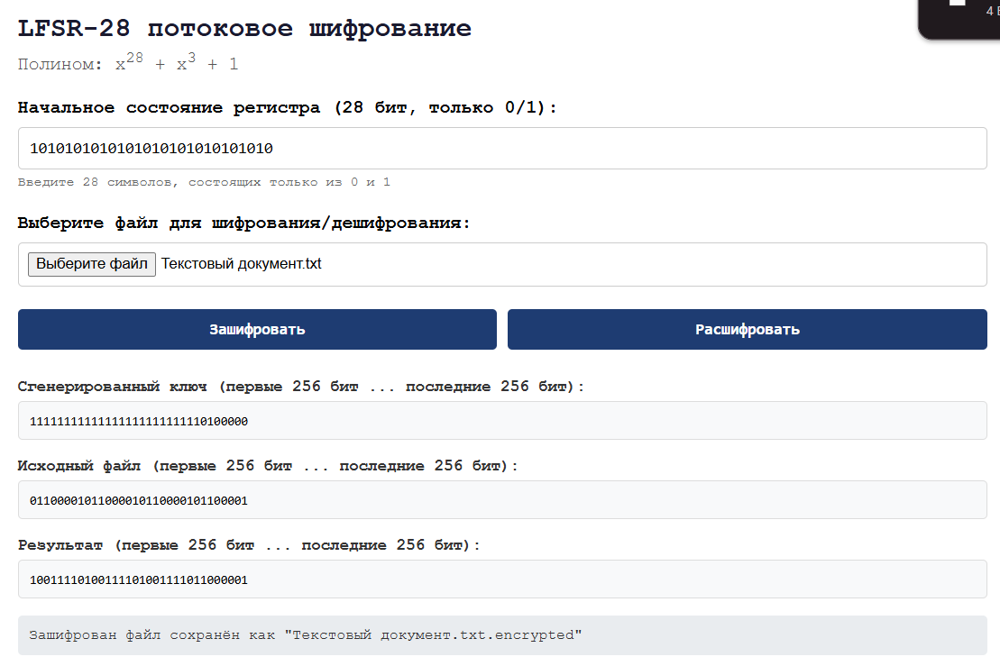 4
LFSR-28 потоковое шифрование
Полином: x²⁸ + x³ + 1
Начальное состояние регистра (28 бит, только 0/1):
1010101010101010101010101010
Введите 28 символов, состоящих только из 0 и 1
Выберите файл для шифрования/дешифрования:
Выберите файл Текстовый документ.txt
Зашифровать Расшифровать
Сгенерированный ключ (первые 256 бит ... последние 256 бит):
11111111111111111111111110100000
Исходный файл (первые 256 бит ... последние 256 бит):
01100001011000010110000101100001
Результат (первые 256 бит ... последние 256 бит):
10011110100111101001111011000001
Зашифрован файл сохранён как "Текстовый документ.txt.encrypted"